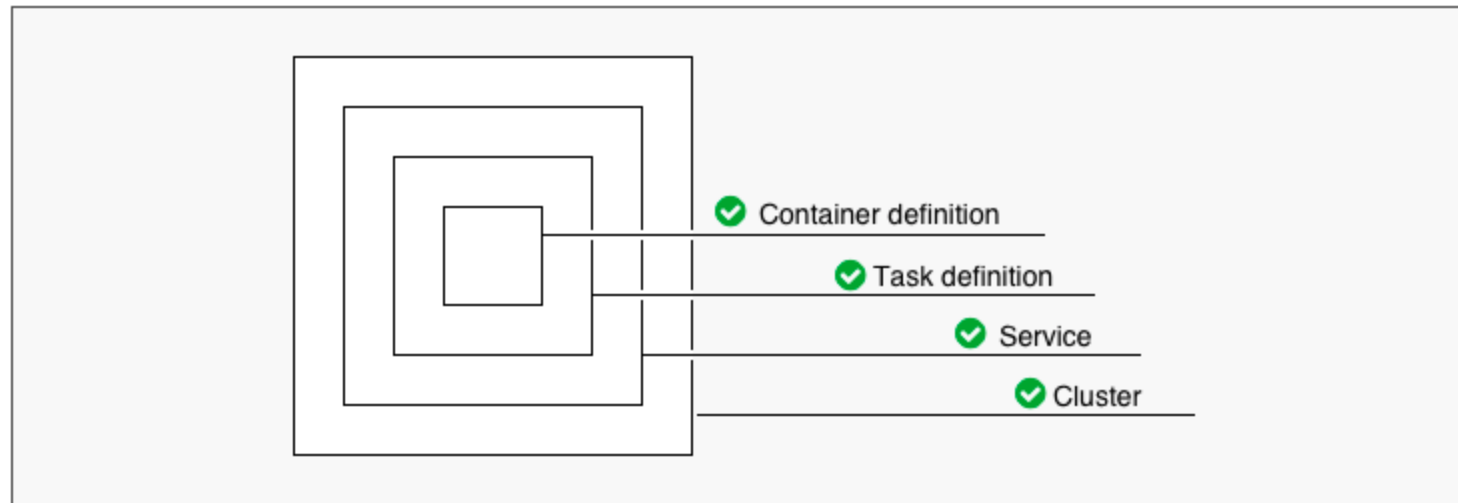 Container definition
Task definition
Service
Cluster